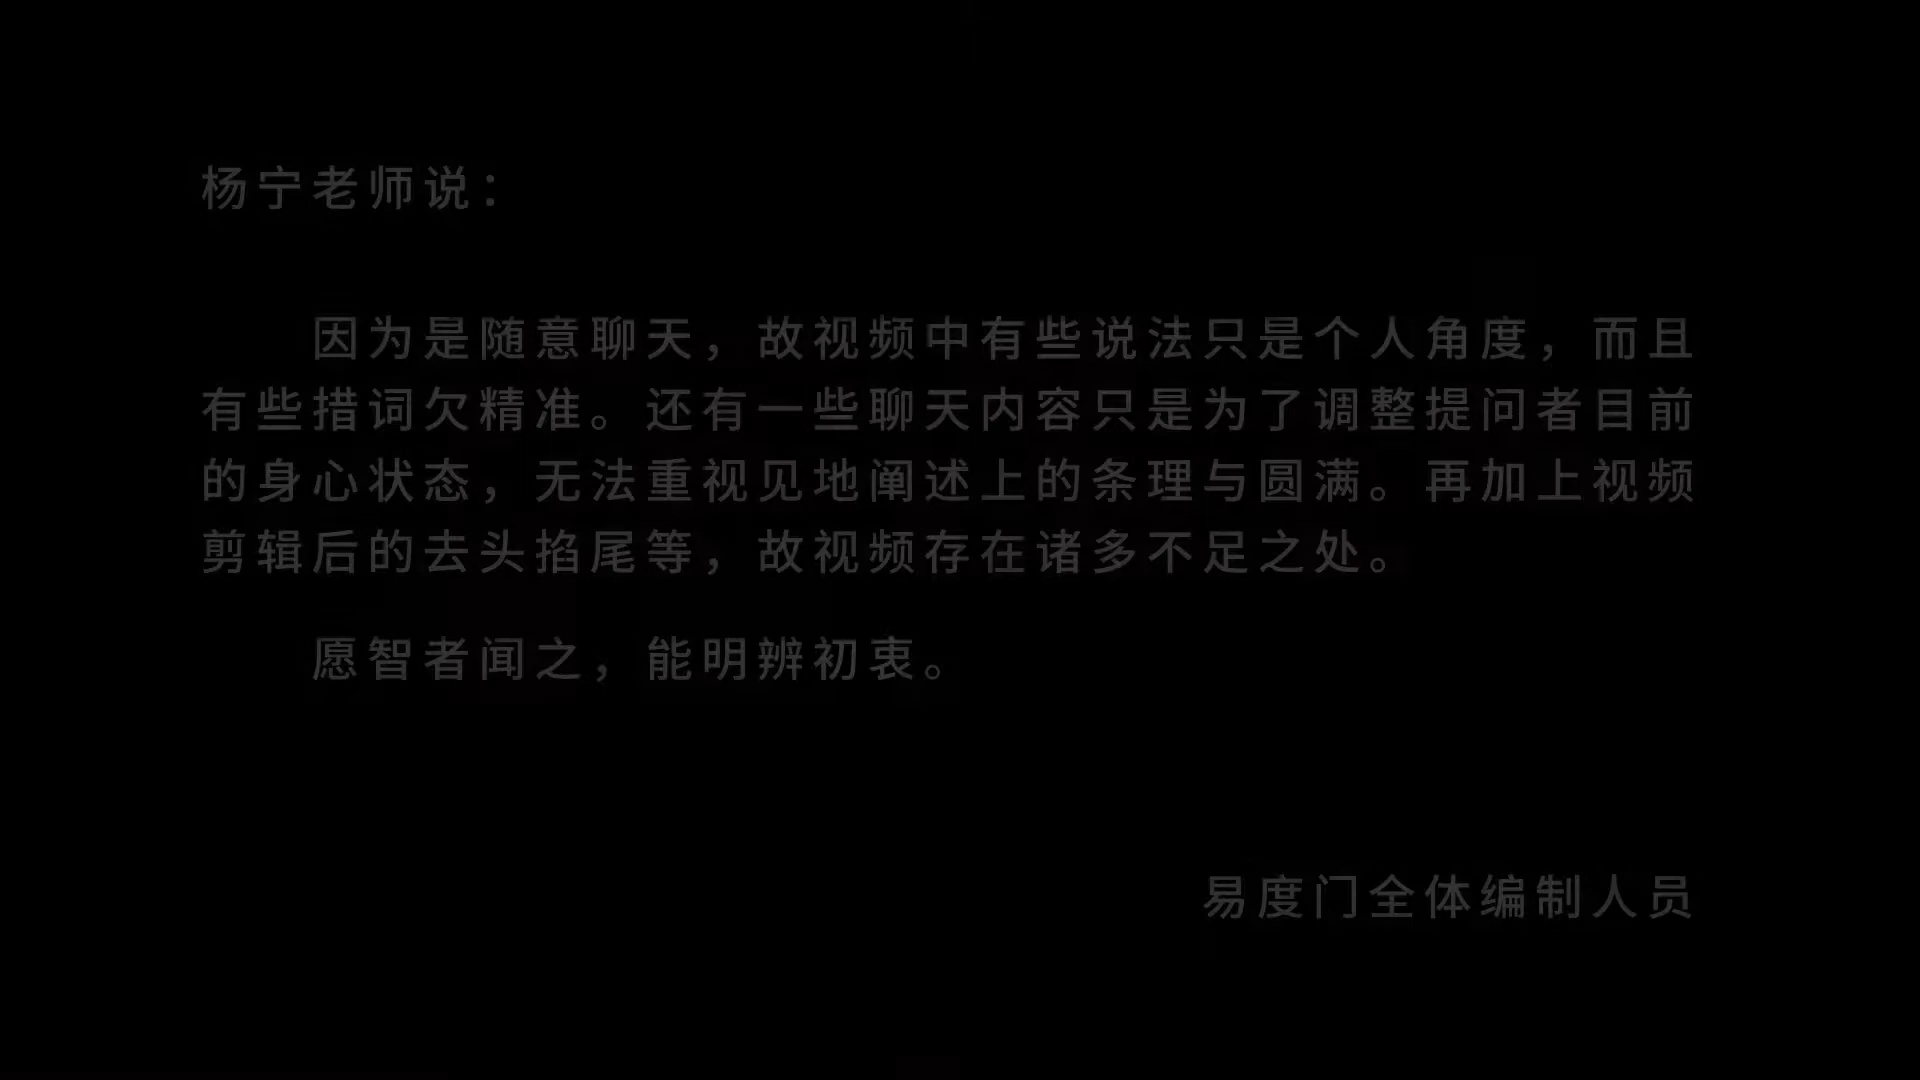 杨宁老师说：
因为是随意聊天，故视频中有些说法只是个人角度，而且
有些措词欠精准。还有一些聊天内容只是为了调整提问者目前
的身心状态，无法重视见地阐述上的条理与圆满。再加上视频
剪辑后的去头掐尾等，故视频存在诸多不足之处。
愿智者闻之，能明辨初衷。
易度门全体编制人员